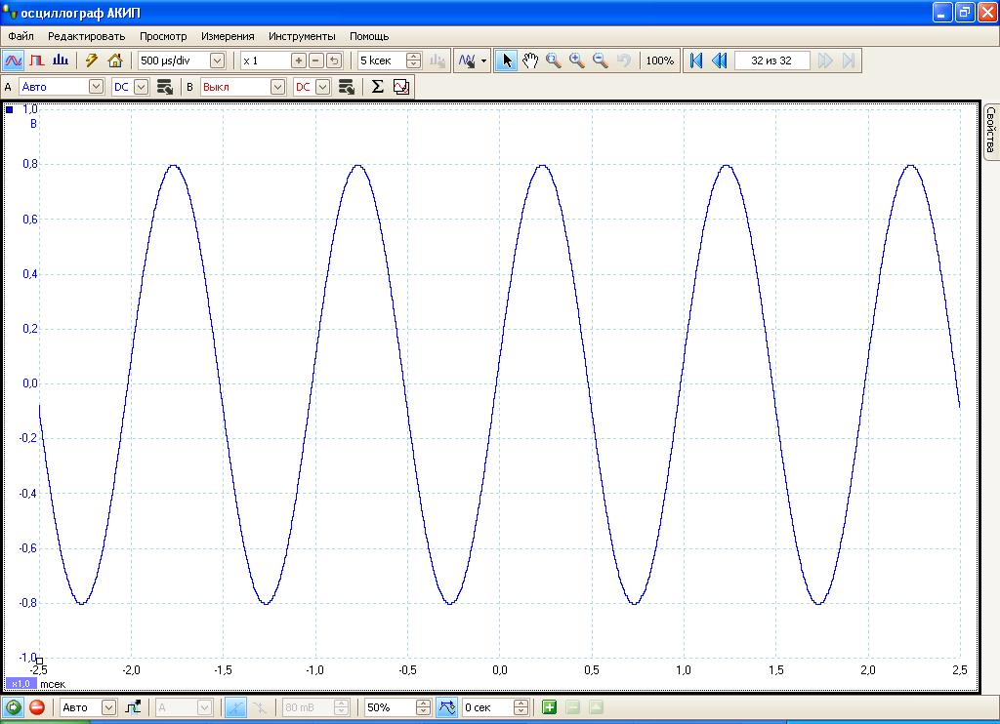 осциллограф АКИП
Файл Редактировать Просмотр Измерения Инструменты Помощь
500 µs/div x 1 5 kсек 100% 32 из 32
A Авто DC B Выкл DC
Свойства
1,0
В
0,8
0,6
0,4
0,2
0,0
-0,2
-0,4
-0,6
-0,8
-1,0
-2,5 -2,0 -1,5 -1,0 -0,5 0,0 0,5 1,0 1,5 2,0 2,5
x1,0 мсек
Авто A 80 mB 50% 0 сек